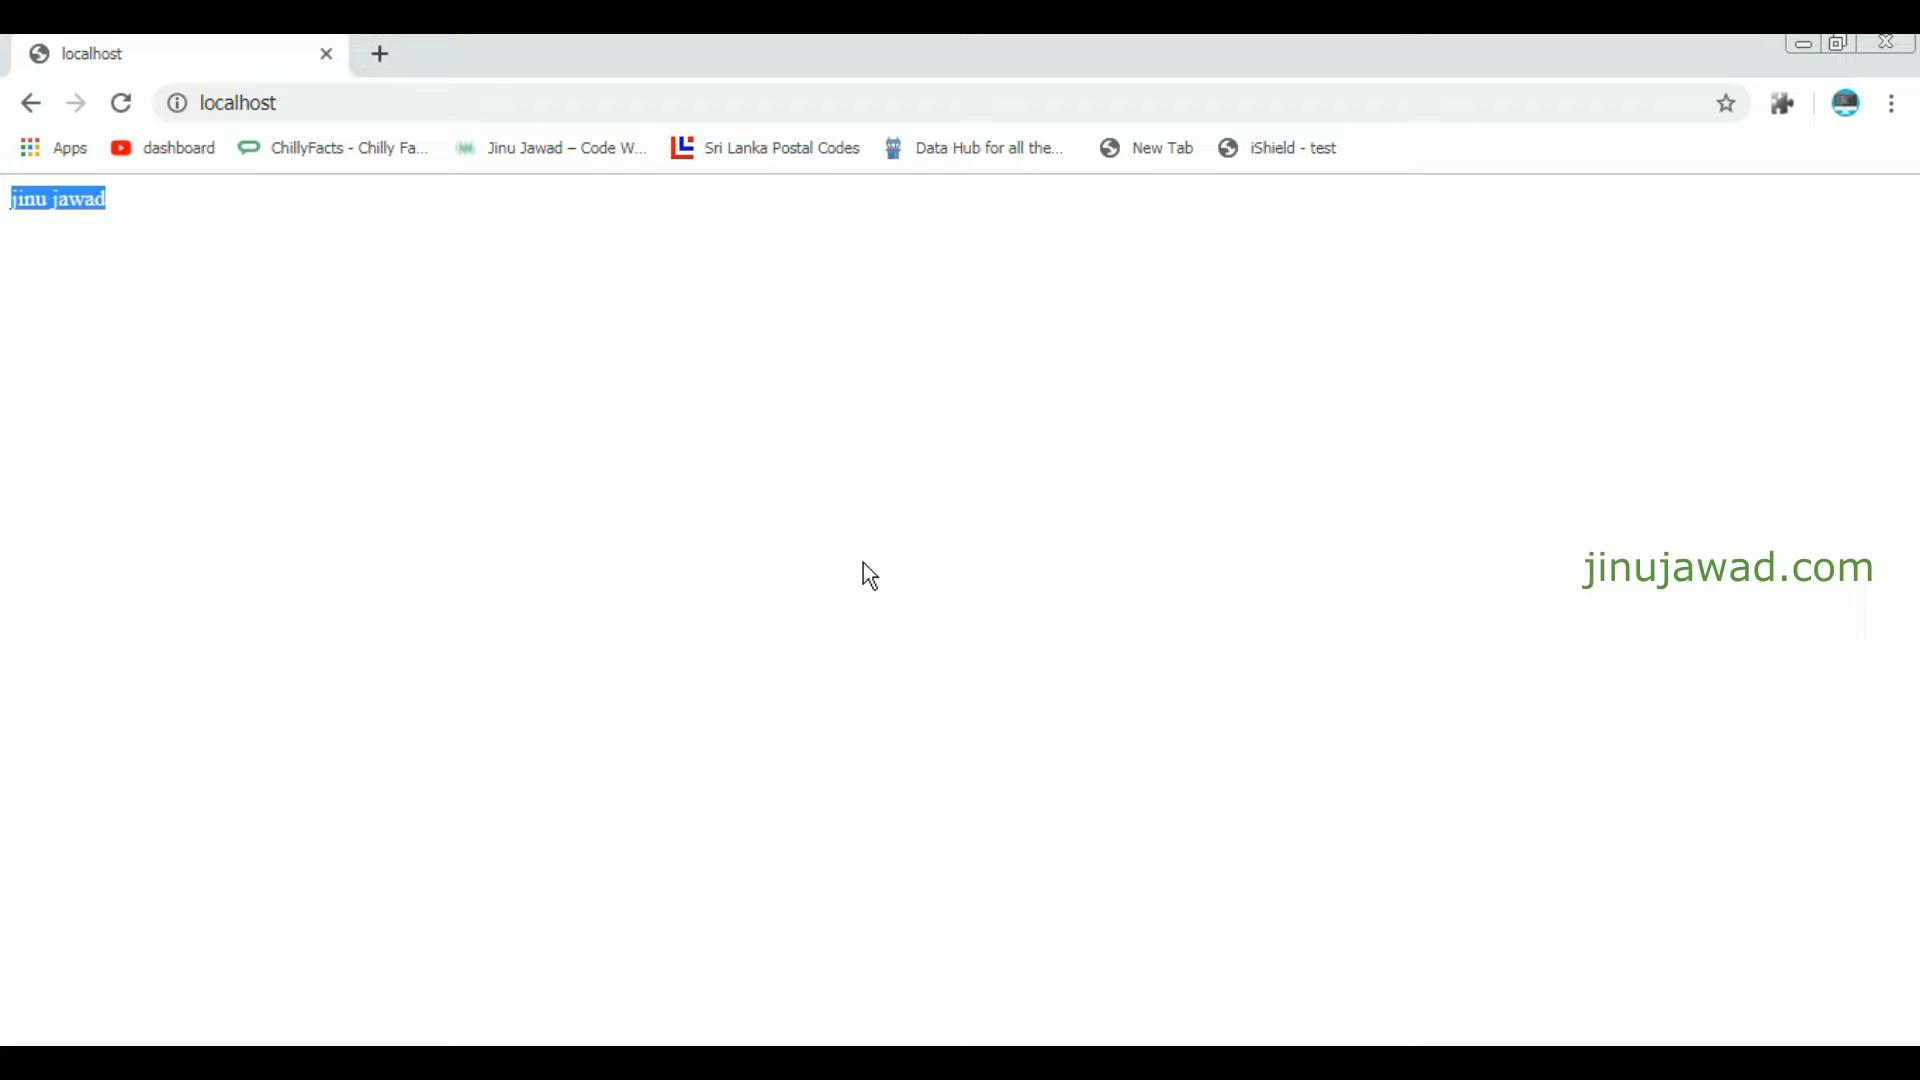 localhost
localhost
Apps dashboard ChillyFacts - Chilly Fa... Jinu Jawad – Code W... Sri Lanka Postal Codes Data Hub for all the... New Tab iShield - test
jinu jawad
jinujawad.com